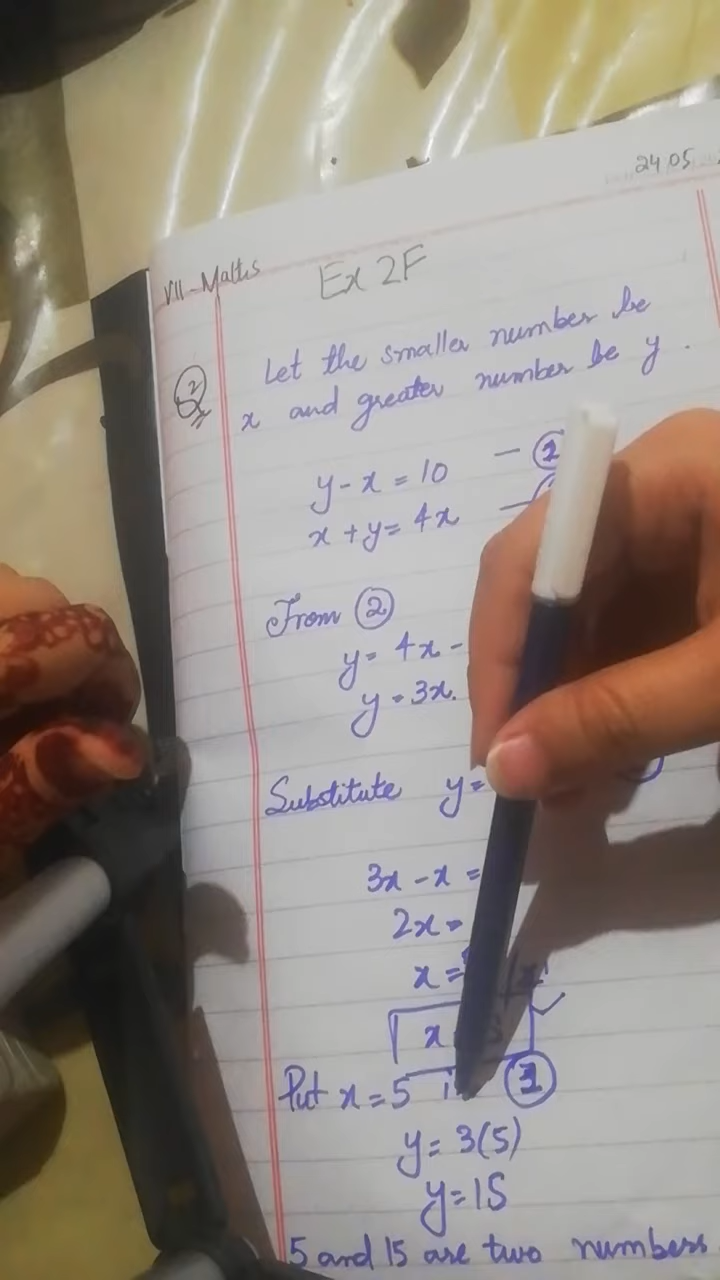 24.05
VII-Maths
Ex 2F
Q2
Let the smaller number be
x and greater number be y.
y - x = 10 — ①
x + y = 4x —
From ②
y = 4x -
y = 3x.
Substitute y =
3x - x =
2x =
x =
x
Put x = 5 ①
y = 3(5)
y = 15
5 and 15 are two numbers